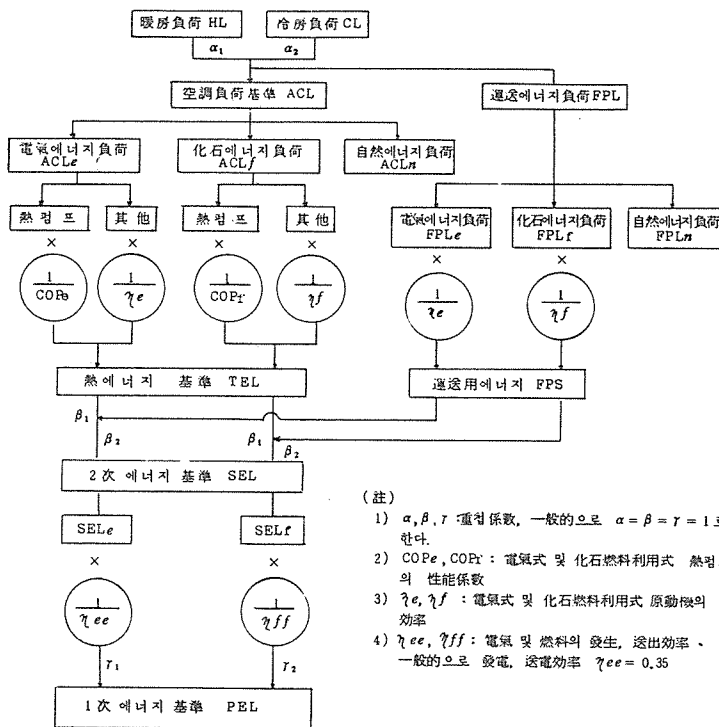 暖房負荷 HL
冷房負荷 CL
α₁ α₂
空調負荷基準 ACL
運送에너지負荷 FPL
電氣에너지負荷
ACLe
化石에너지負荷
ACLf
自然에너지負荷
ACLn
熱펌프
其他
熱펌프
其他
電氣에너지負荷
FPLe
化石에너지負荷
FPLf
自然에너지負荷
FPLn
× × × × × ×
1/COPe
1/ηe
1/COPf
1/ηf
1/ηe
1/ηf
熱에너지 基準 TEL
運送用에너지 FPS
β₁
β₂
β₁
β₂
2次 에너지 基準 SEL
SELe
SELf
× ×
1/ηee
1/ηff
γ₁ γ₂
1次 에너지 基準 PEL
(註)
1) α, β, γ :重첩係數, 一般的으로 α = β = γ = 1로
한다.
2) COPe, COPf : 電氣式 및 化石燃料利用式 熱펌
의 性能係數
3) ηe, ηf : 電氣式 및 化石燃料利用式 原動機의
効率
4) ηee, ηff : 電氣 및 燃料의 發生, 送出効率、
一般的으로 發電, 送電効率 ηee = 0.35